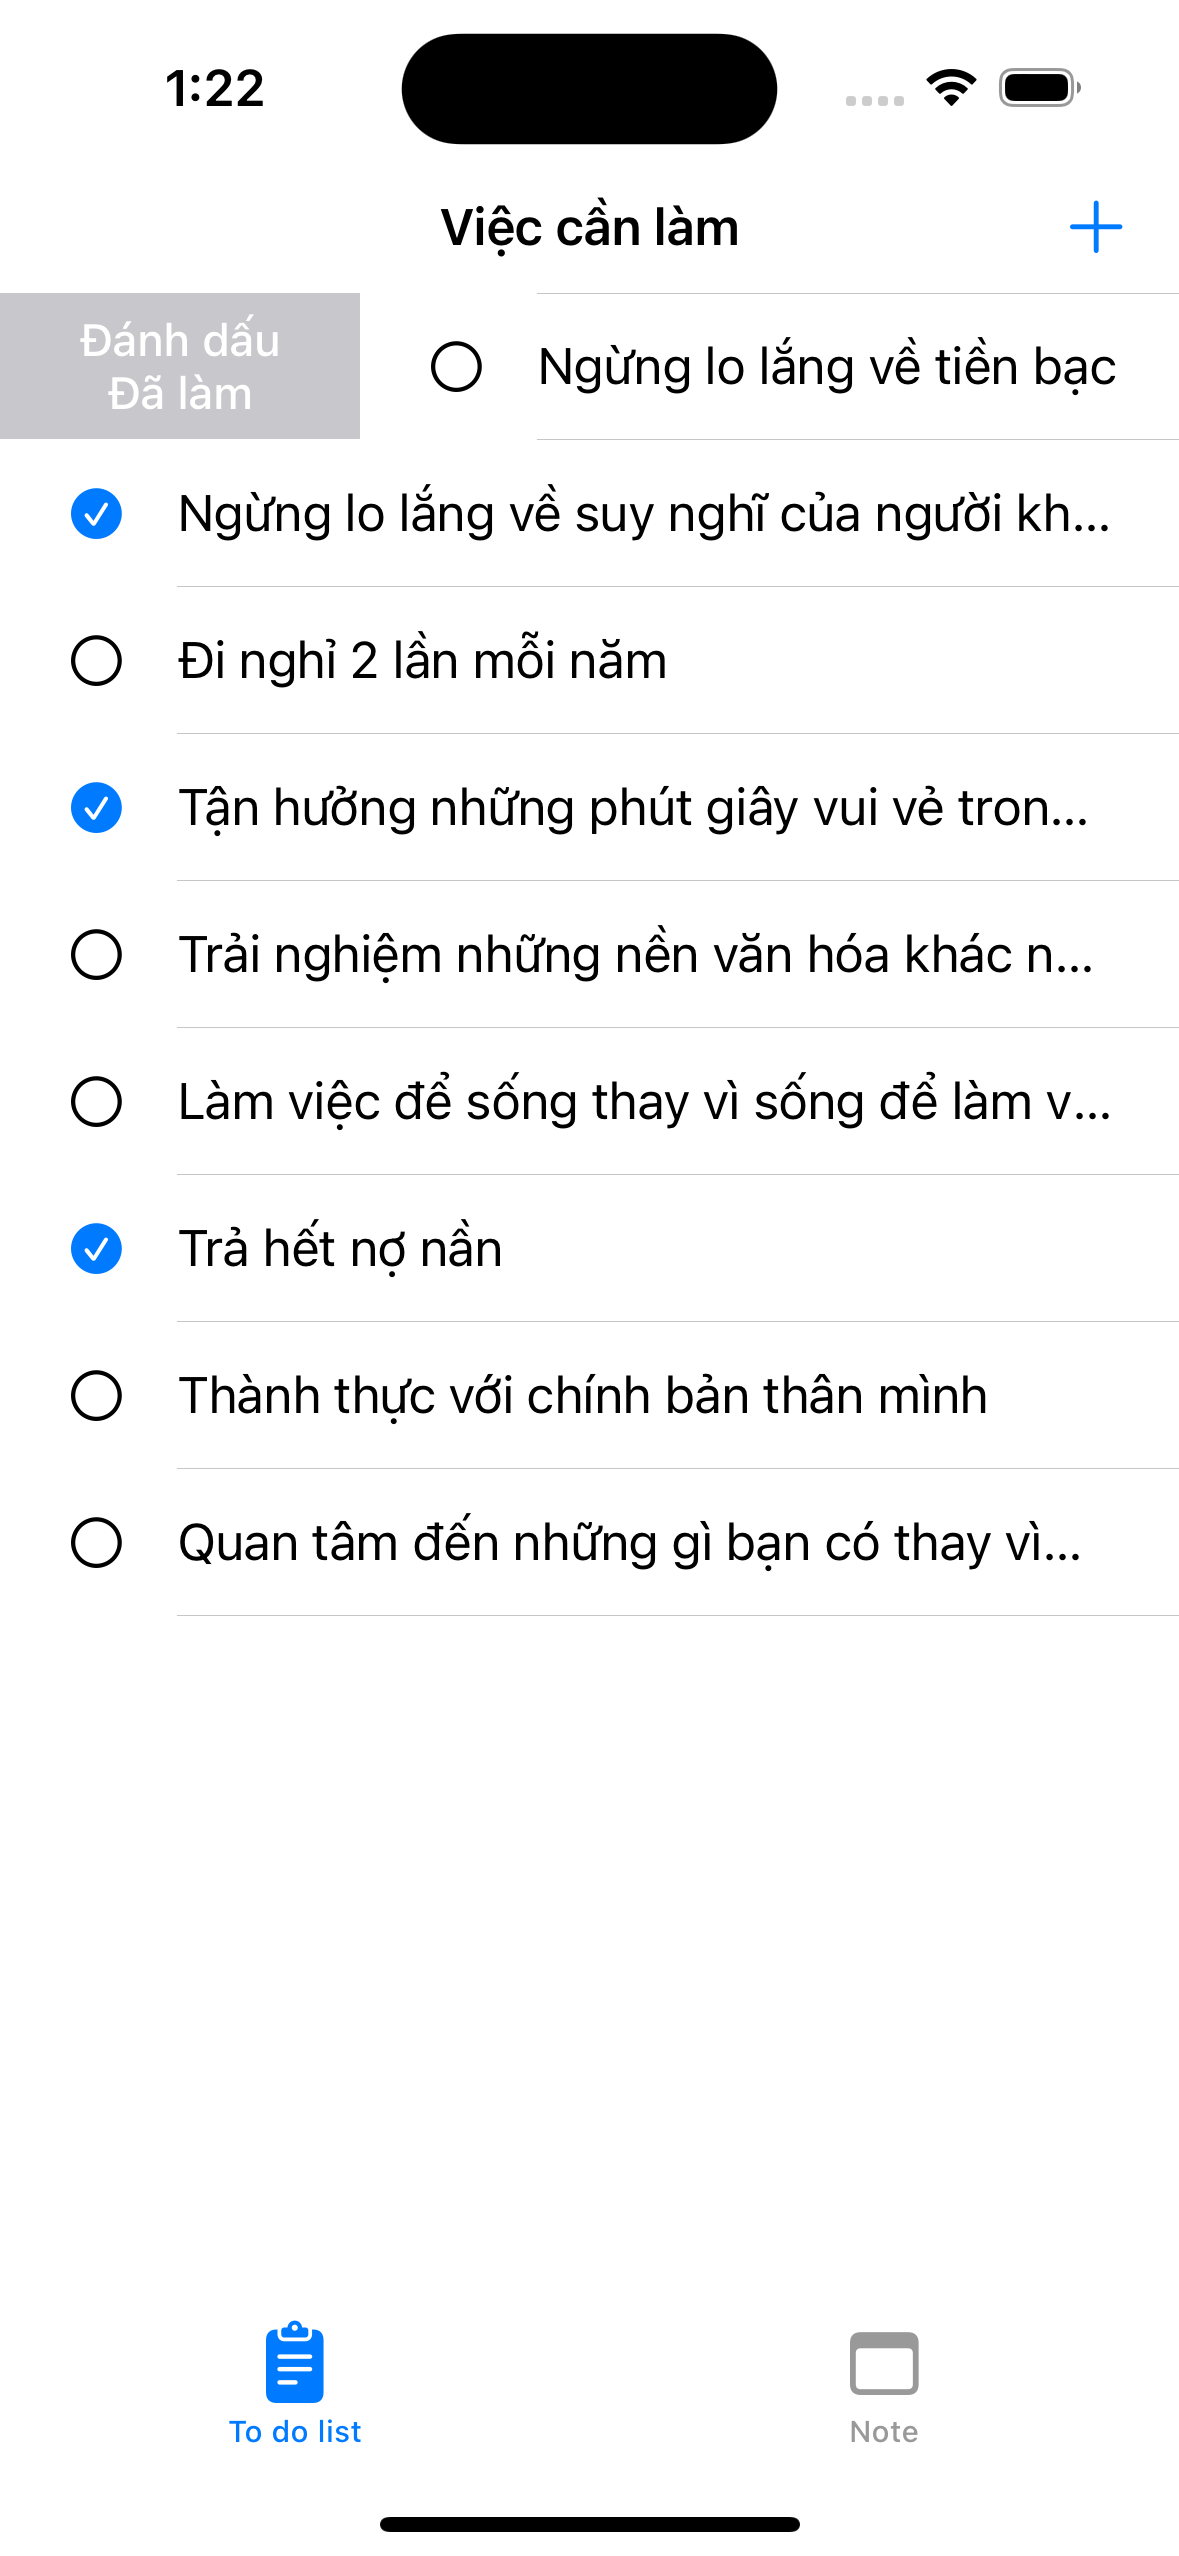 1:22
Việc cần làm
Đánh dấu
Đã làm
Ngừng lo lắng về tiền bạc
Ngừng lo lắng về suy nghĩ của người kh...
Đi nghỉ 2 lần mỗi năm
Tận hưởng những phút giây vui vẻ tron...
Trải nghiệm những nền văn hóa khác n...
Làm việc để sống thay vì sống để làm v...
Trả hết nợ nần
Thành thực với chính bản thân mình
Quan tâm đến những gì bạn có thay vì...
To do list
Note